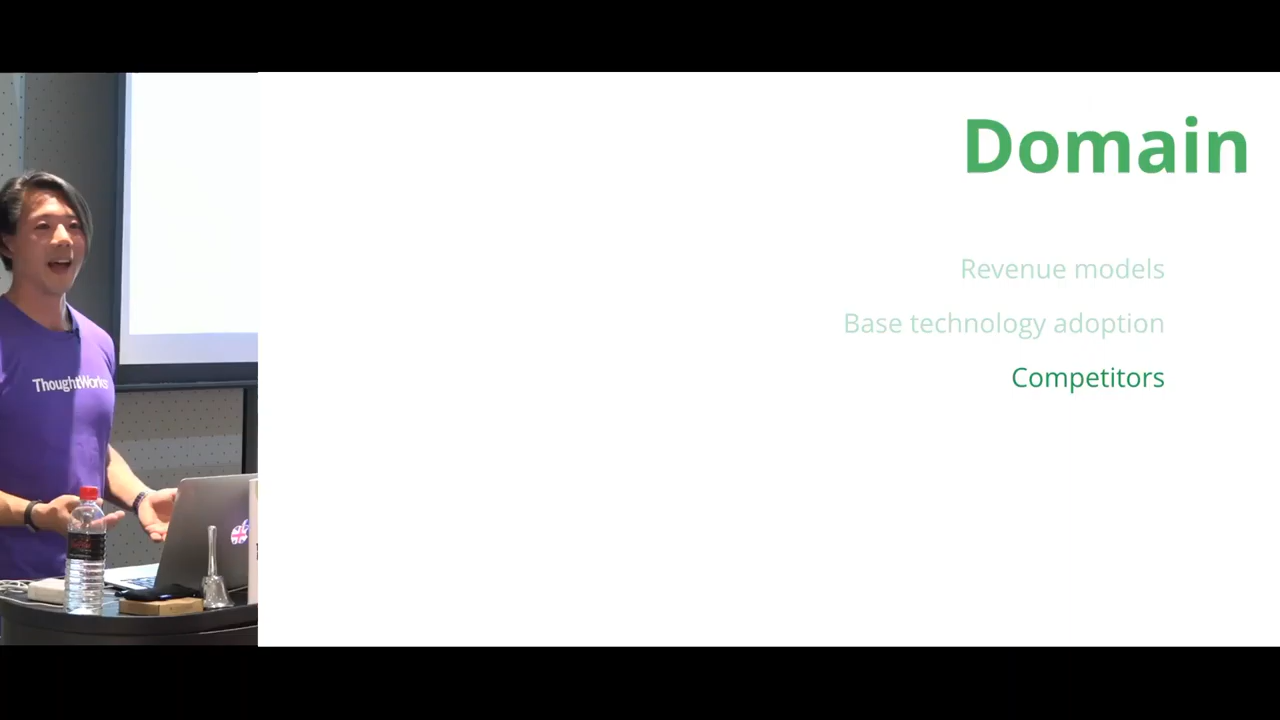 Domain
Revenue models
Base technology adoption
Competitors
ThoughtWorks